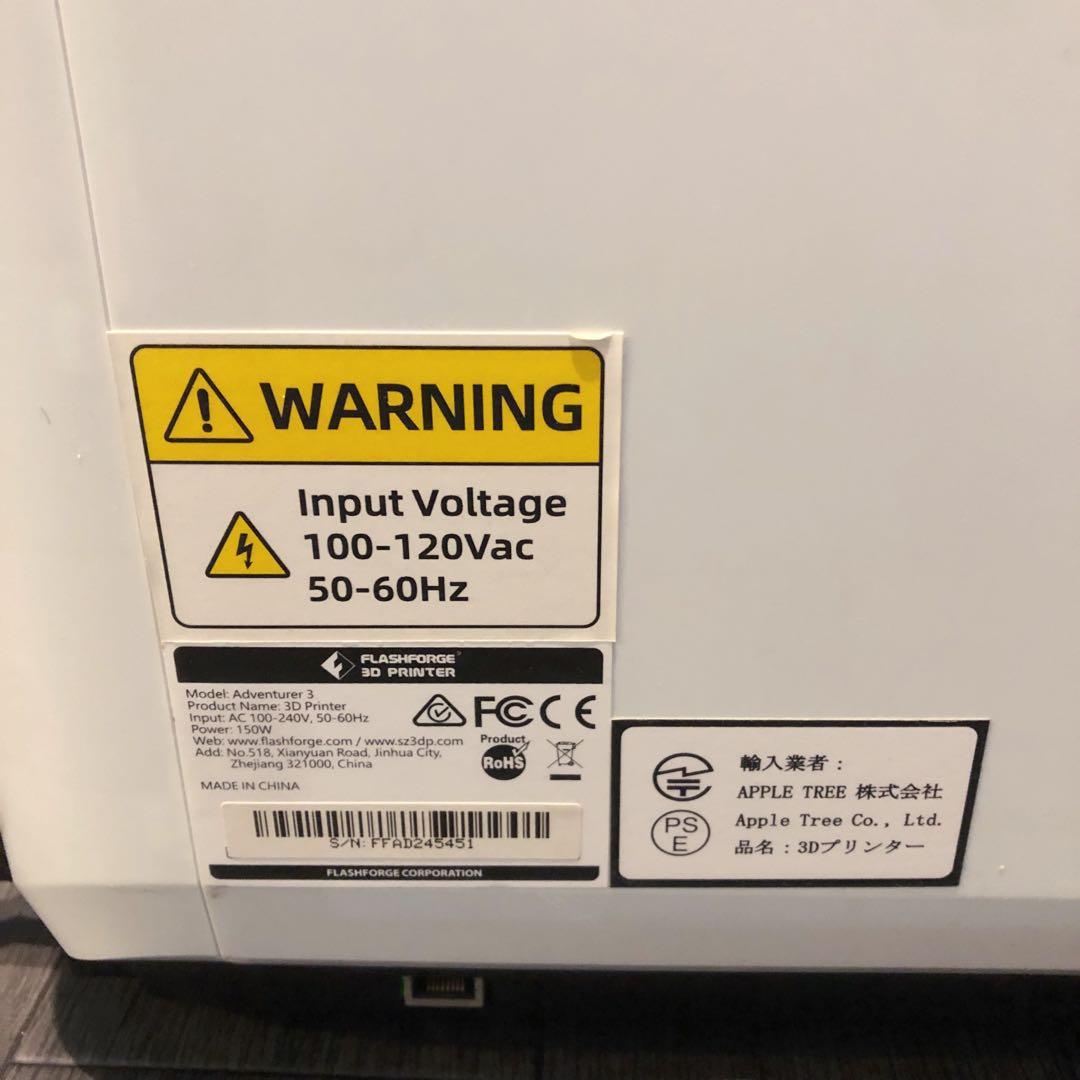 WARNING
Input Voltage
100-120Vac
50-60Hz
FLASHFORGE
3D PRINTER
Model: Adventurer 3
Product Name: 3D Printer
Input: AC 100-240V, 50-60Hz
Power: 150W
Web: www.flashforge.com / www.sz3dp.com
Add: No.518, Xianyuan Road, Jinhua City,
Zhejiang 321000, China
MADE IN CHINA
FC CE
Product
RoHS
S/N: FFAD245451
FLASHFORGE CORPORATION
輸入業者：
APPLE TREE 株式会社
Apple Tree Co., Ltd.
品名：3Dプリンター
PS
E